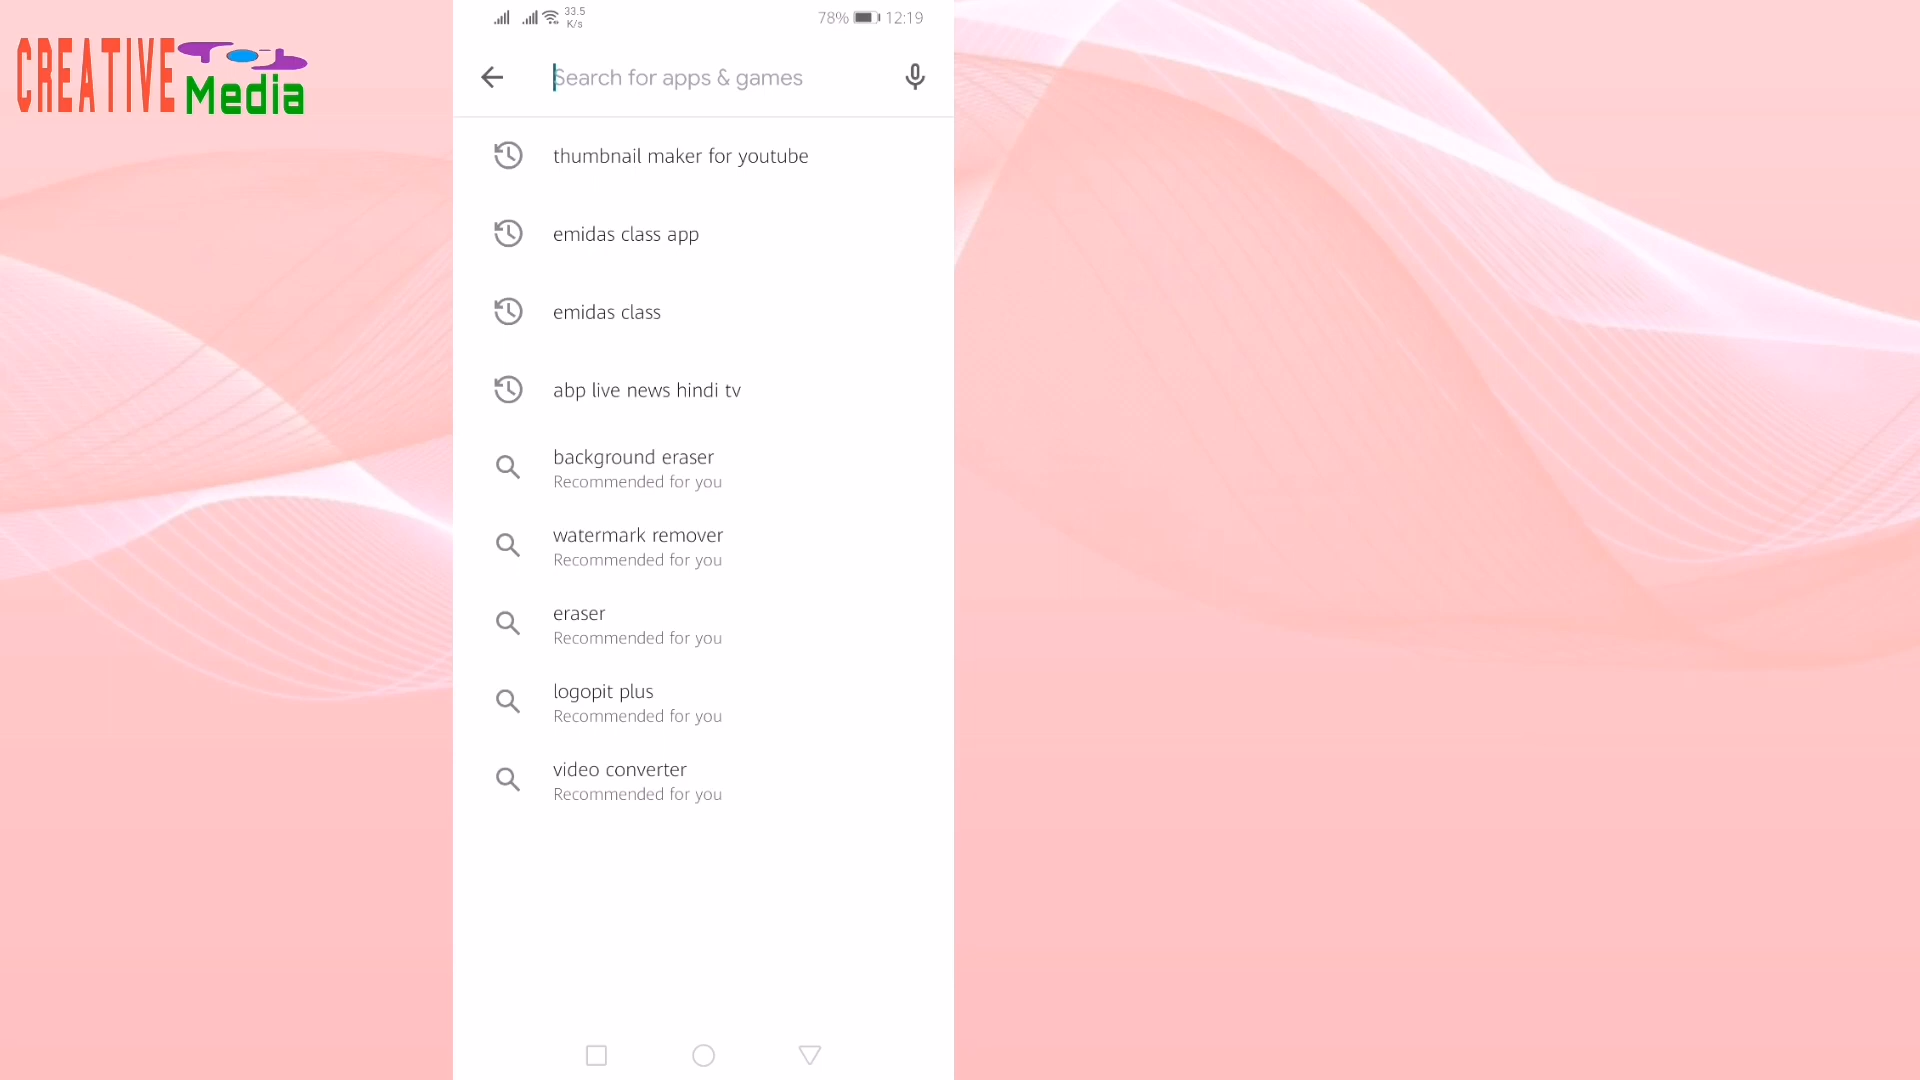 CREATIVE Tob
Media
33.5
K/s
78% 12:19
Search for apps & games
thumbnail maker for youtube
emidas class app
emidas class
abp live news hindi tv
background eraser
Recommended for you
watermark remover
Recommended for you
eraser
Recommended for you
logopit plus
Recommended for you
video converter
Recommended for you